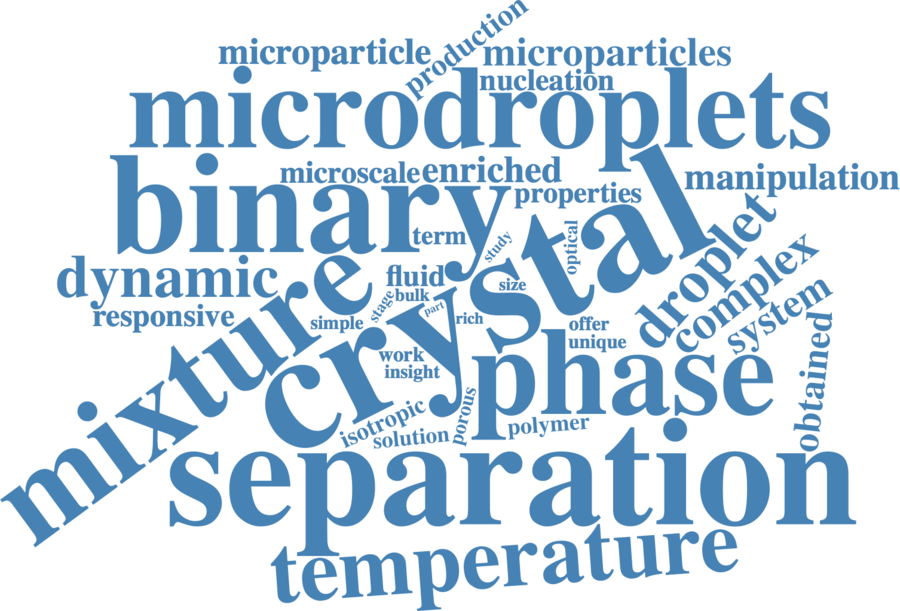 production
microparticle
microparticles
nucleation
microdroplets
microscale
enriched
manipulation
binary
properties
crystal
term
study
optical
droplet
dynamic
fluid
size
complex
mixture
stage
bulk
part
rich
system
responsive
simple
offer
unique
obtained
work
insight
phase
isotropic
solution
porous
polymer
separation
temperature